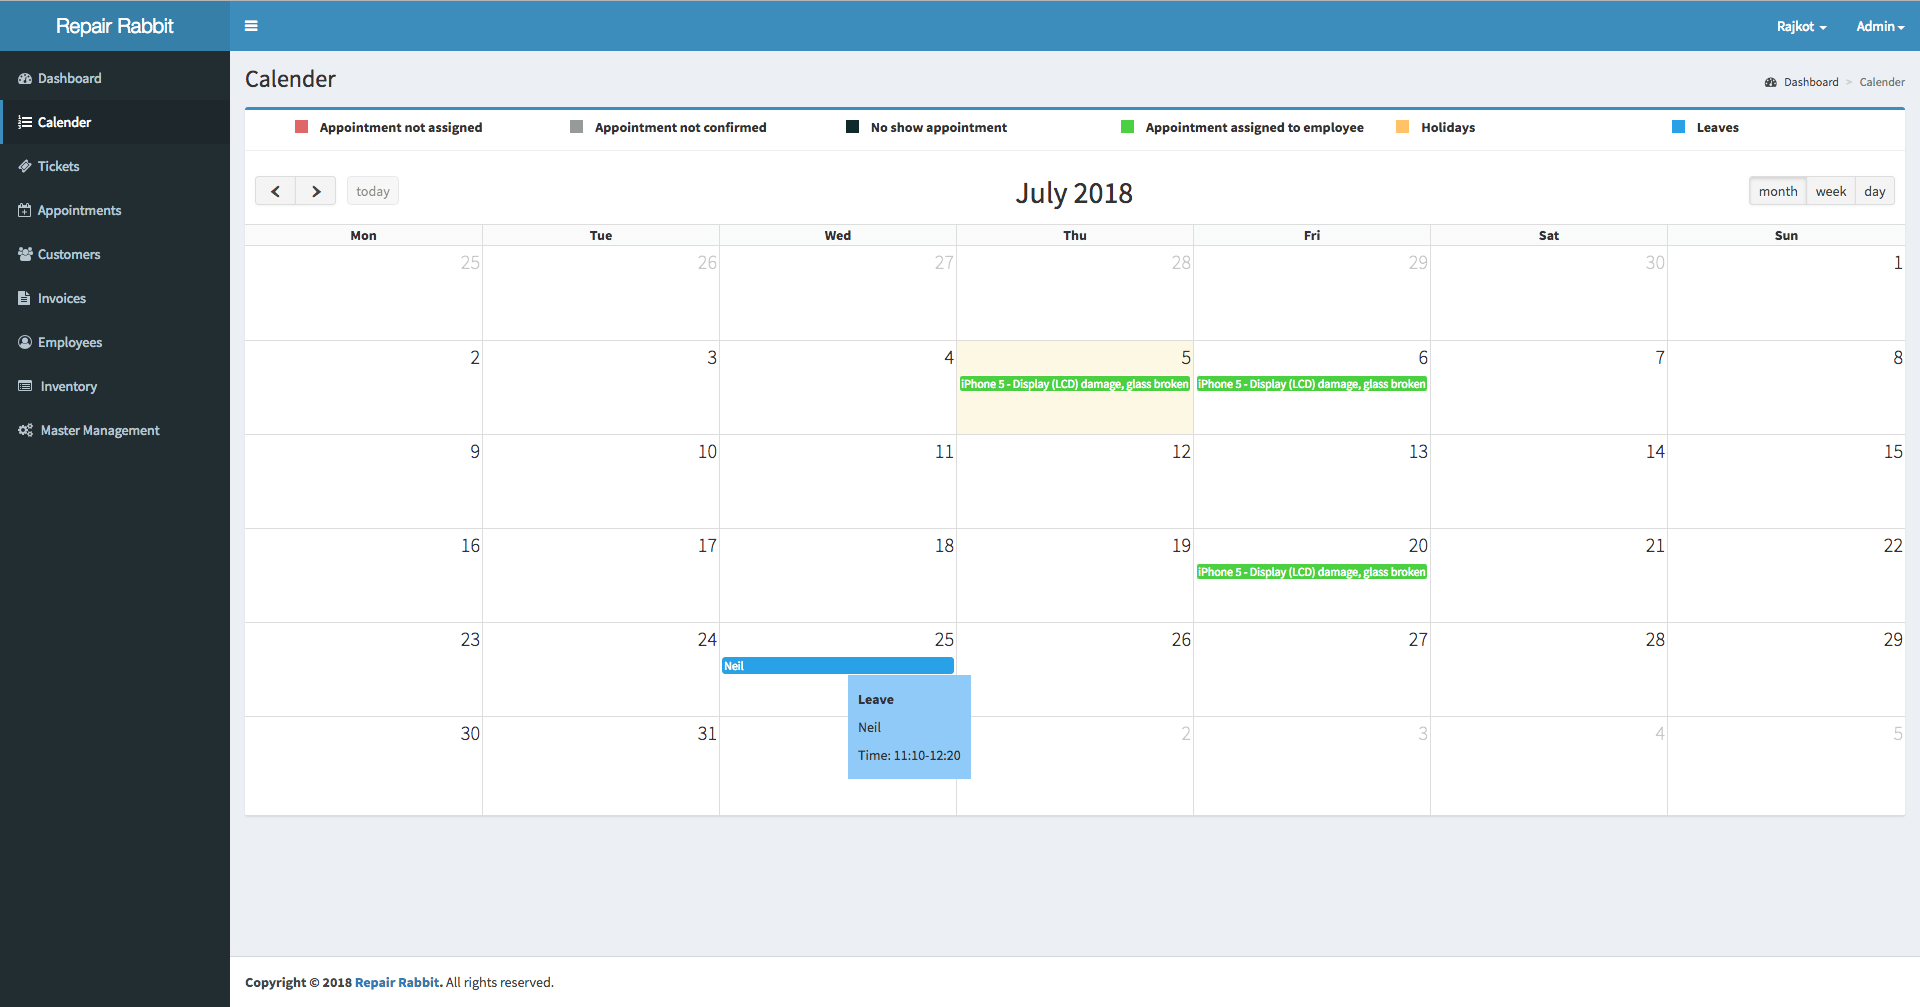 Repair Rabbit
Rajkot
Admin
Dashboard
Calender
Tickets
Appointments
Customers
Invoices
Employees
Inventory
Master Management
Calender
Dashboard > Calender
Appointment not assigned
Appointment not confirmed
No show appointment
Appointment assigned to employee
Holidays
Leaves
today
July 2018
month week day
Mon Tue Wed Thu Fri Sat Sun
25 26 27 28 29 30 1
2 3 4 5 6 7 8
iPhone 5 - Display (LCD) damage, glass broken
iPhone 5 - Display (LCD) damage, glass broken
9 10 11 12 13 14 15
16 17 18 19 20 21 22
iPhone 5 - Display (LCD) damage, glass broken
23 24 25 26 27 28 29
Neil
Leave
Neil
Time: 11:10-12:20
30 31 2 3 4 5
Copyright © 2018 Repair Rabbit. All rights reserved.